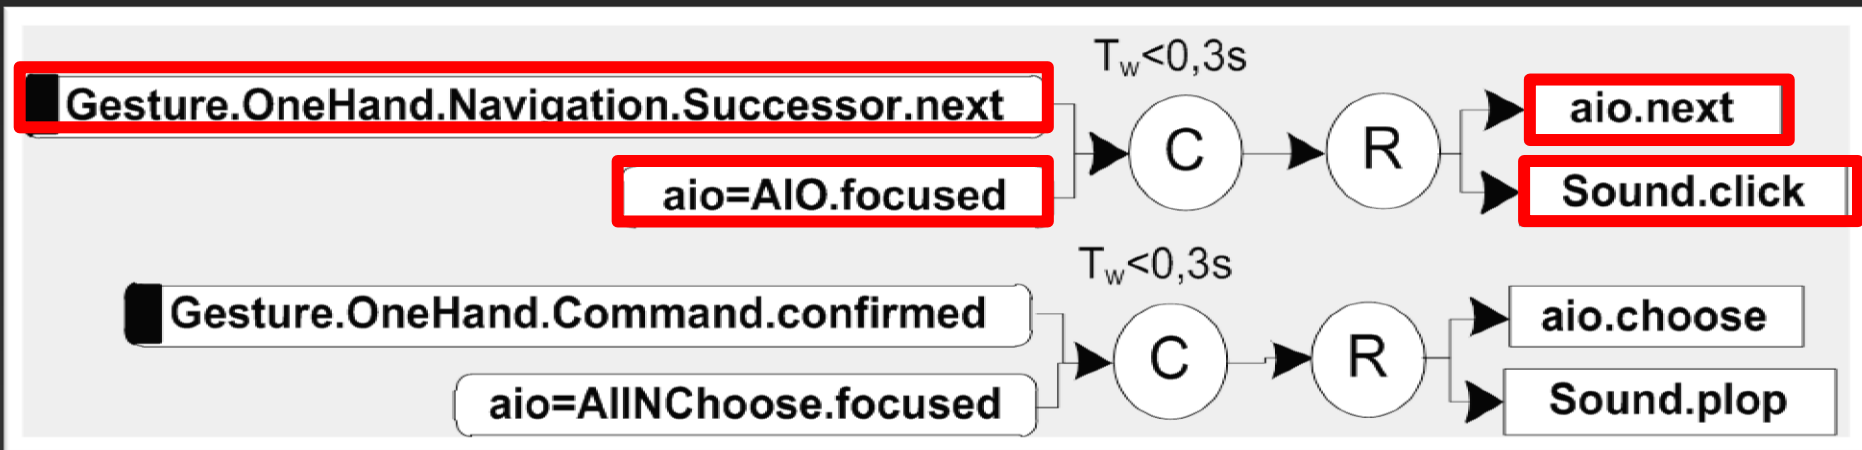 Tw<0,3s
Gesture.OneHand.Navigation.Successor.next
aio=AIO.focused
C
R
aio.next
Sound.click
Tw<0,3s
Gesture.OneHand.Command.confirmed
aio=AIINChoose.focused
C
R
aio.choose
Sound.plop